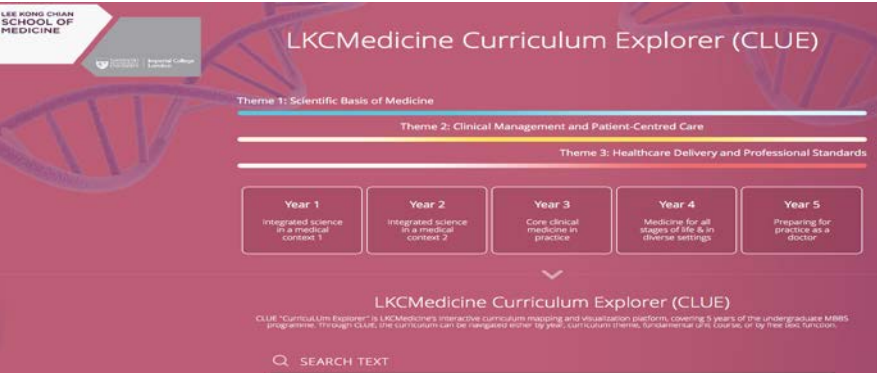 LEE KONG CHIAN
SCHOOL OF
MEDICINE
Imperial College
London
LKCMedicine Curriculum Explorer (CLUE)
Theme 1: Scientific Basis of Medicine
Theme 2: Clinical Management and Patient-Centred Care
Theme 3: Healthcare Delivery and Professional Standards
Year 1
Integrated science
in a medical
context 1
Year 2
Integrated science
in a medical
context 2
Year 3
Core clinical
medicine in
practice
Year 4
Medicine for all
stages of life & in
diverse settings
Year 5
Preparing for
practice as a
doctor
LKCMedicine Curriculum Explorer (CLUE)
CLUE "CurricuLUm Explorer" is LKCMedicine's interactive curriculum mapping and visualization platform, covering 5 years of the undergraduate MBBS
programme. Through CLUE, the curriculum can be navigated either by year, curriculum theme, fundamental unit course, or by free text function.
SEARCH TEXT